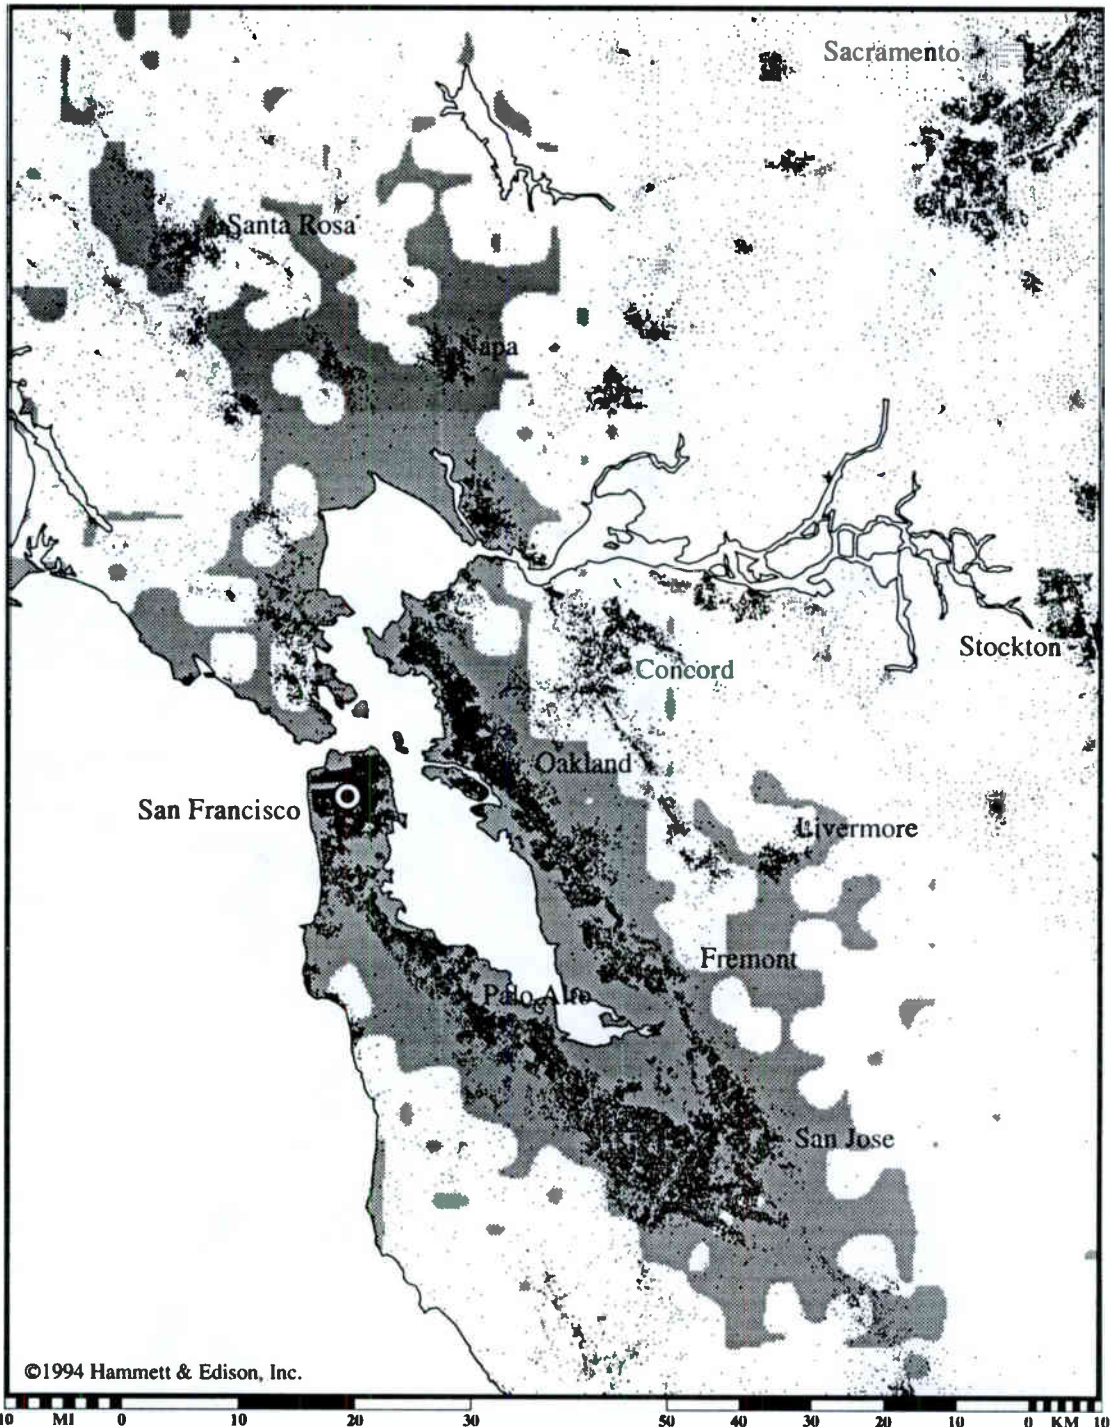 Sacramento
Santa Rosa
Napa
Stockton
Concord
Oakland
San Francisco
Livermore
Fremont
Palo Alto
San Jose
©1994 Hammett & Edison, Inc.
10 MI 0 10 20 30 50 40 30 20 10 0 KM 10